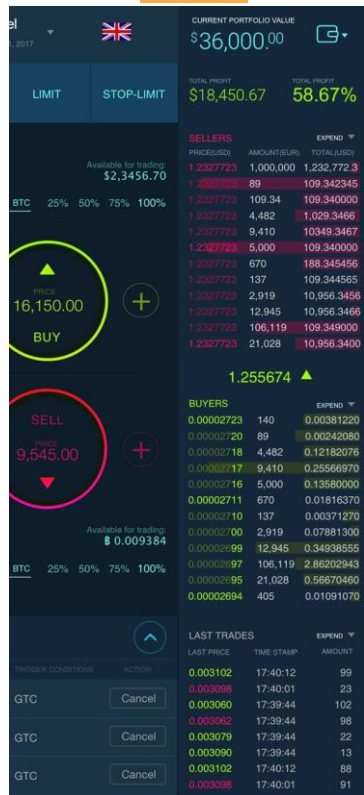 el
1, 2017
CURRENT PORTFOLIO VALUE
$36,000.00
TOTAL PROFIT TOTAL PROFIT
$18,450.67 58.67%
LIMIT STOP-LIMIT
Available for trading:
$2,3456.70
BTC 25% 50% 75% 100%
PRICE
16,150.00
BUY
SELL
PRICE
9,545.00
Available for trading:
฿ 0.009384
BTC 25% 50% 75% 100%
TRIGGER CONDITIONS ACTION
GTC Cancel
GTC Cancel
GTC Cancel
SELLERS EXPEND
PRICE(USD) AMOUNT(EUR). TOTAL(USD)
1.2327723 1,000,000 1,232,772.3
1.2327723 89 109.342345
1.2327723 109.34 109.340000
1.2327723 4,482 1,029.3466
1.2327723 9,410 10349.3467
1.2327723 5,000 109.340000
1.2327723 670 188.345456
1.2327723 137 109.344565
1.2327723 2,919 10,956.3456
1.2327723 12,945 10,956.3466
1.2327723 106,119 109.349000
1.2327723 21,028 10,956.3400
1.255674
BUYERS EXPEND
0.00002723 140 0.00381220
0.00002720 89 0.00242080
0.00002718 4,482 0.12182076
0.00002717 9,410 0.25566970
0.00002716 5,000 0.13580000
0.00002711 670 0.01816370
0.00002710 137 0.00371270
0.00002700 2,919 0.07881300
0.00002699 12,945 0.34938555
0.00002697 106,119 2.86202943
0.00002695 21,028 0.56670460
0.00002694 405 0.01091070
LAST TRADES EXPEND
LAST PRICE TIME STAMP AMOUNT
0.003102 17:40:12 99
0.003098 17:40:01 23
0.003060 17:39:44 102
0.003062 17:39:44 98
0.003079 17:39:44 22
0.003090 17:39:44 13
0.003102 17:40:12 88
0.003098 17:40:01 91